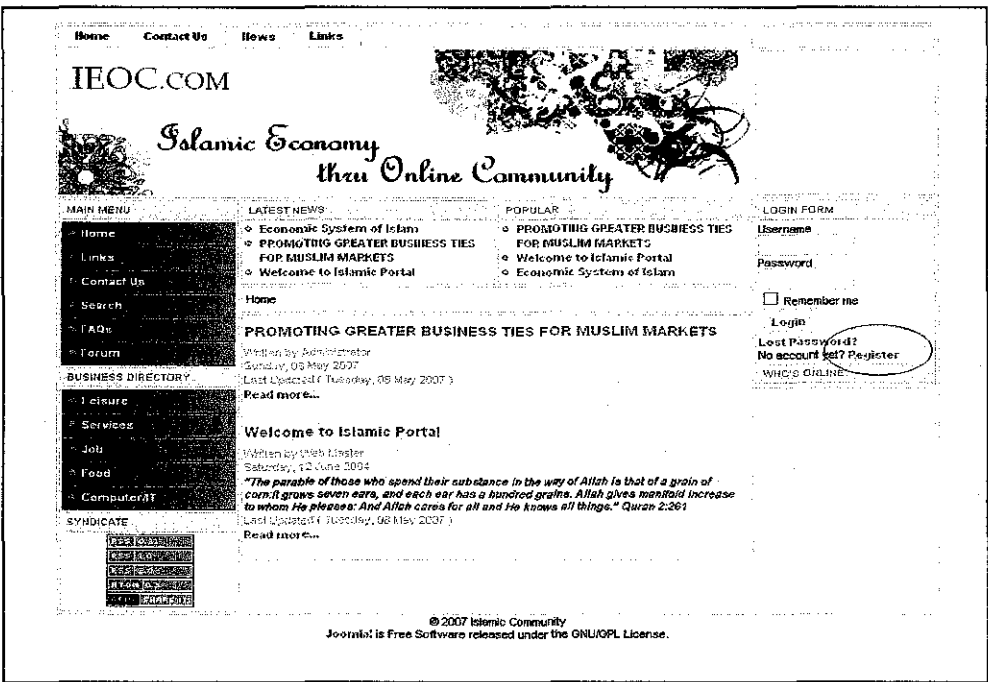 Home Contact Us News Links
IEOC.COM
Islamic Economy
thru Online Community
MAIN MENU
Home
Links
Contact Us
Search
FAQs
Forum
BUSINESS DIRECTORY
Leisure
Services
Job
Food
Computer/IT
SYNDICATE
LATEST NEWS
Economic System of Islam
PROMOTING GREATER BUSINESS TIES
FOR MUSLIM MARKETS
Welcome to Islamic Portal
POPULAR
PROMOTING GREATER BUSINESS TIES
FOR MUSLIM MARKETS
Welcome to Islamic Portal
Economic System of Islam
Home
PROMOTING GREATER BUSINESS TIES FOR MUSLIM MARKETS
Written by Administrator
Sunday, 06 May 2007
Last Updated ( Tuesday, 08 May 2007 )
Read more...
Welcome to Islamic Portal
Written by Web Master
Saturday, 12 June 2004
"The parable of those who spend their substance in the way of Allah is that of a grain of
corn:it grows seven ears, and each ear has a hundred grains. Allah gives manifold increase
to whom He pleases: And Allah cares for all and He knows all things." Quran 2:261
Last Updated ( Tuesday, 08 May 2007 )
Read more...
LOGIN FORM
Username
Password
Remember me
Login
Lost Password?
No account yet? Register
WHO'S ONLINE
© 2007 Islamic Community
Joomla! is Free Software released under the GNU/GPL License.